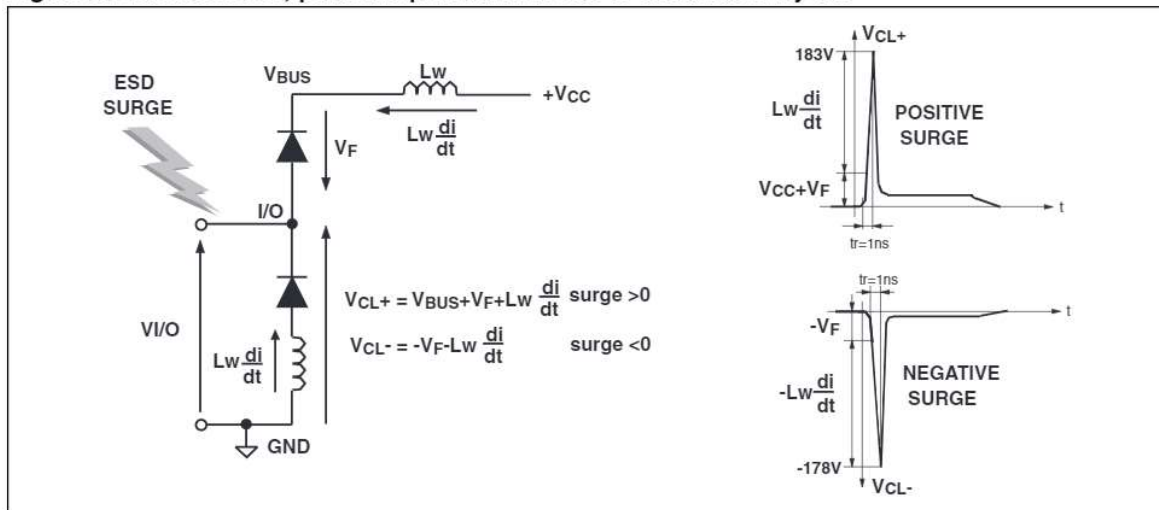 ESD
SURGE
VBUS
Lw
+VCC
Lw di/dt
VF
I/O
VI/O
Lw di/dt
GND
VCL+ = VBUS+VF+Lw di/dt surge >0
VCL- = -VF-Lw di/dt surge <0
VCL+
183V
Lw di/dt
POSITIVE
SURGE
VCC+VF
t
tr=1ns
tr=1ns
t
-VF
-Lw di/dt
NEGATIVE
SURGE
-178V
VCL-